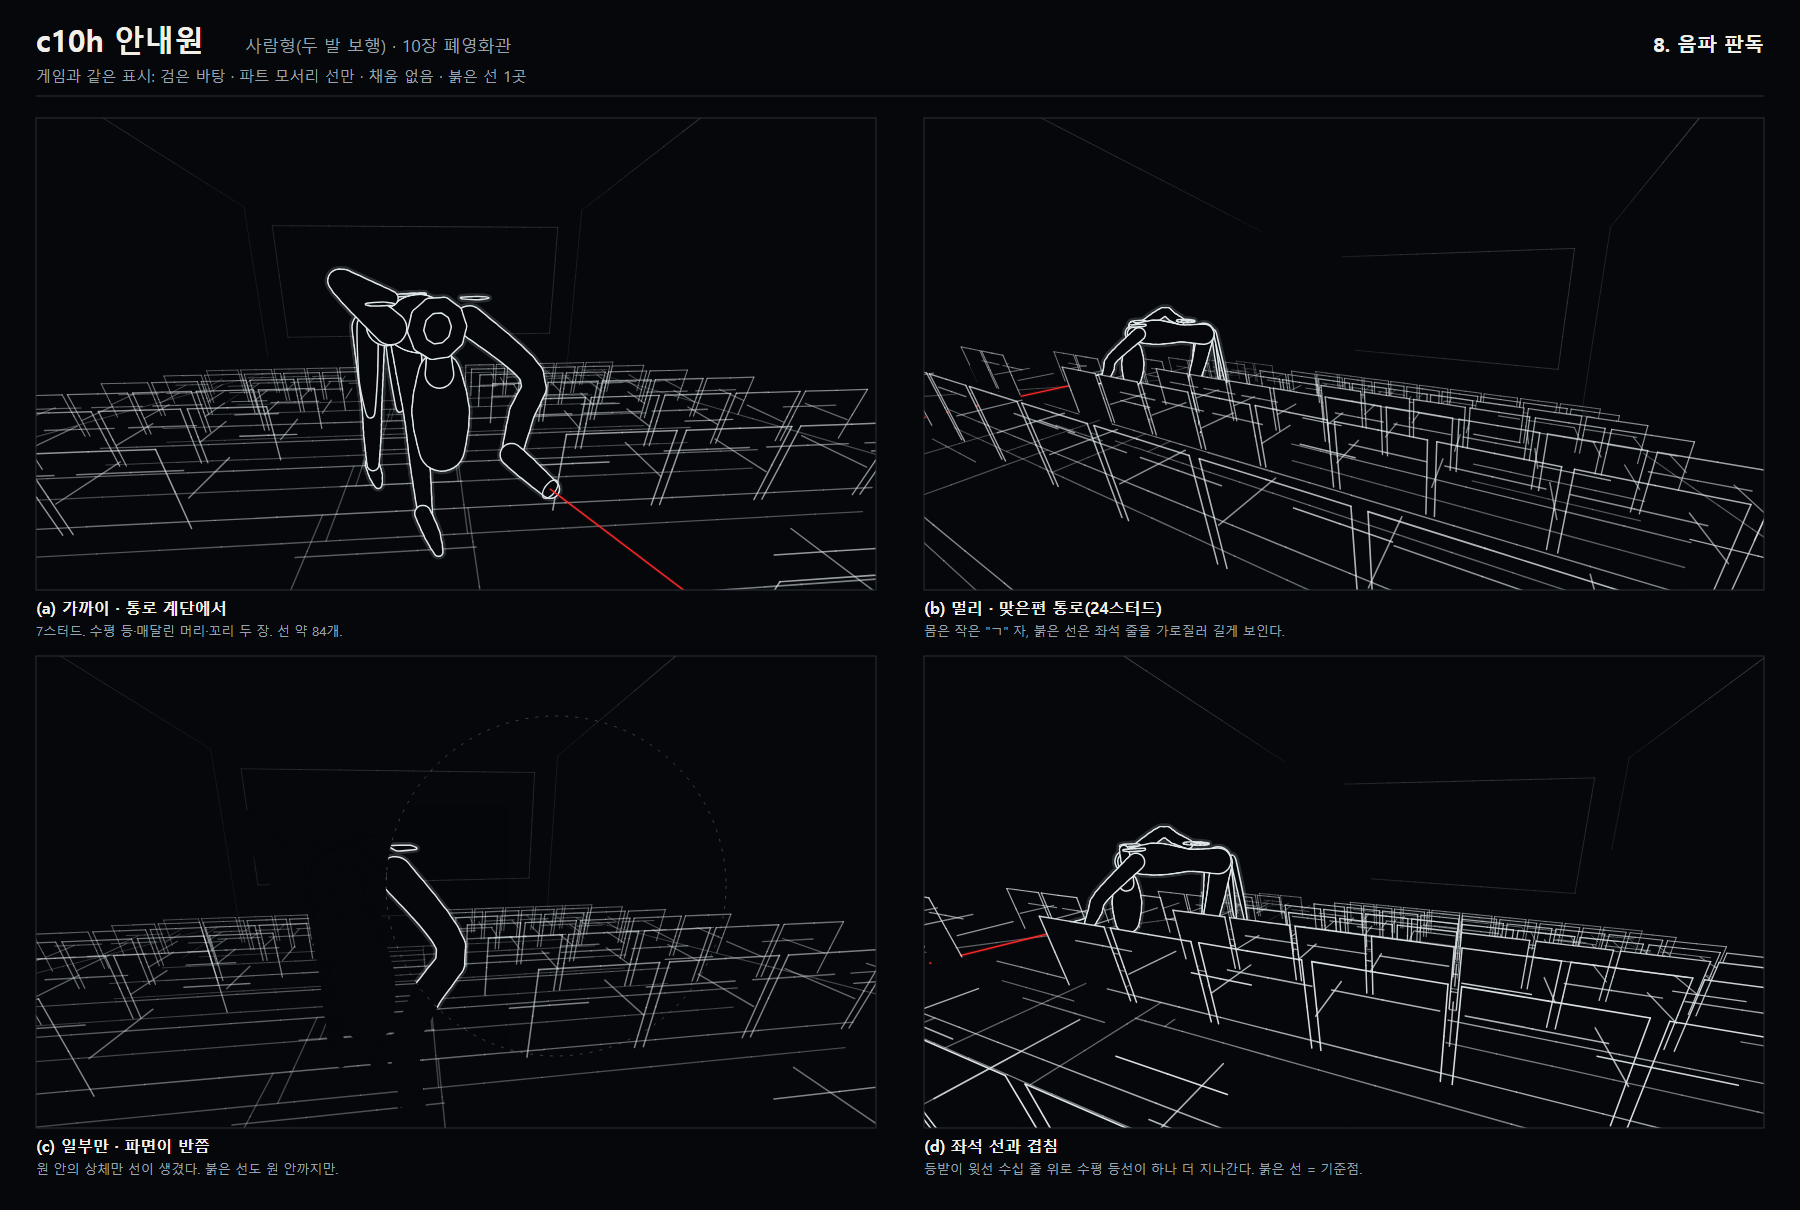 c10h 안내원 사람형(두 발 보행) · 10장 폐영화관
8. 음파 판독
게임과 같은 표시: 검은 바탕 · 파트 모서리 선만 · 채움 없음 · 붉은 선 1곳
(a) 가까이 · 통로 계단에서
7스터드. 수평 등·매달린 머리·꼬리 두 장. 선 약 84개.
(b) 멀리 · 맞은편 통로(24스터드)
몸은 작은 "ㄱ" 자, 붉은 선은 좌석 줄을 가로질러 길게 보인다.
(c) 일부만 · 파면이 반쯤
원 안의 상체만 선이 생겼다. 붉은 선도 원 안까지만.
(d) 좌석 선과 겹침
등받이 윗선 수십 줄 위로 수평 등선이 하나 더 지나간다. 붉은 선 = 기준점.